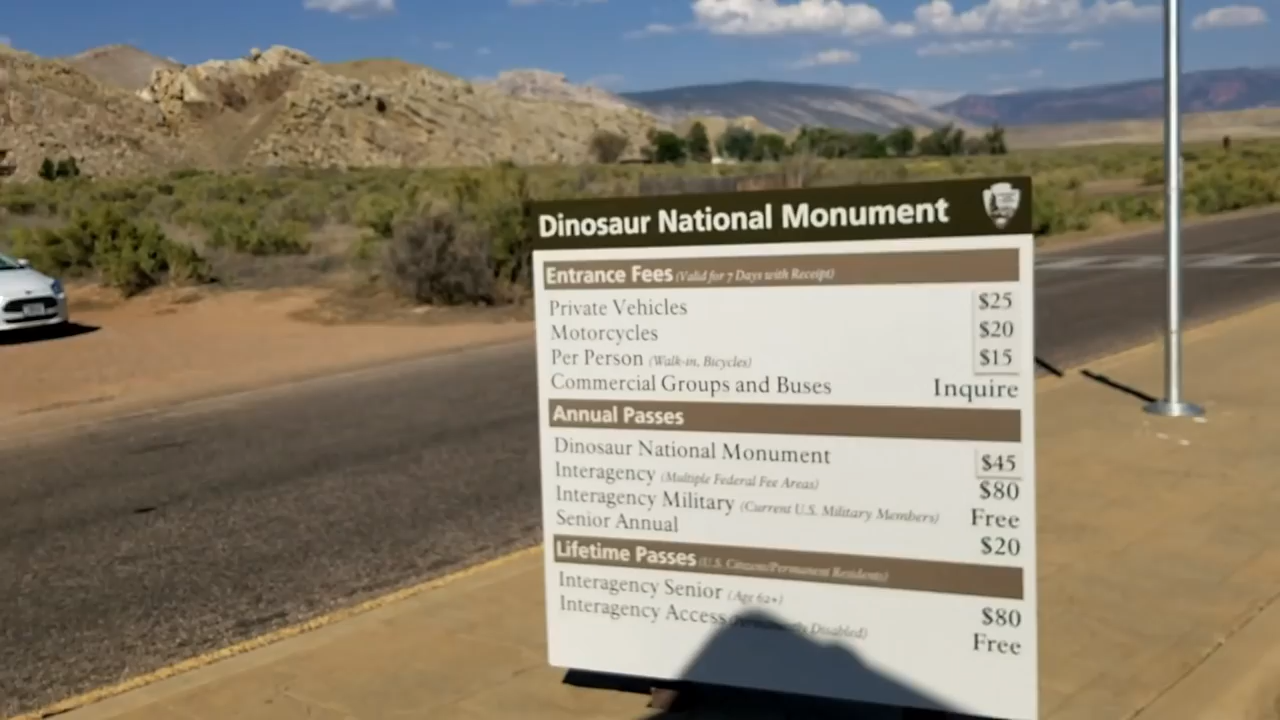 Dinosaur National Monument
Entrance Fees (Valid for 7 Days with Receipt)
Private Vehicles $25
Motorcycles $20
Per Person (Walk-in, Bicycles) $15
Commercial Groups and Buses Inquire
Annual Passes
Dinosaur National Monument $45
Interagency (Multiple Federal Fee Areas) $80
Interagency Military (Current U.S. Military Members) Free
Senior Annual $20
Lifetime Passes (U.S. Citizen/Permanent Residents)
Interagency Senior (Age 62+) $80
Interagency Access (Permanently Disabled) Free